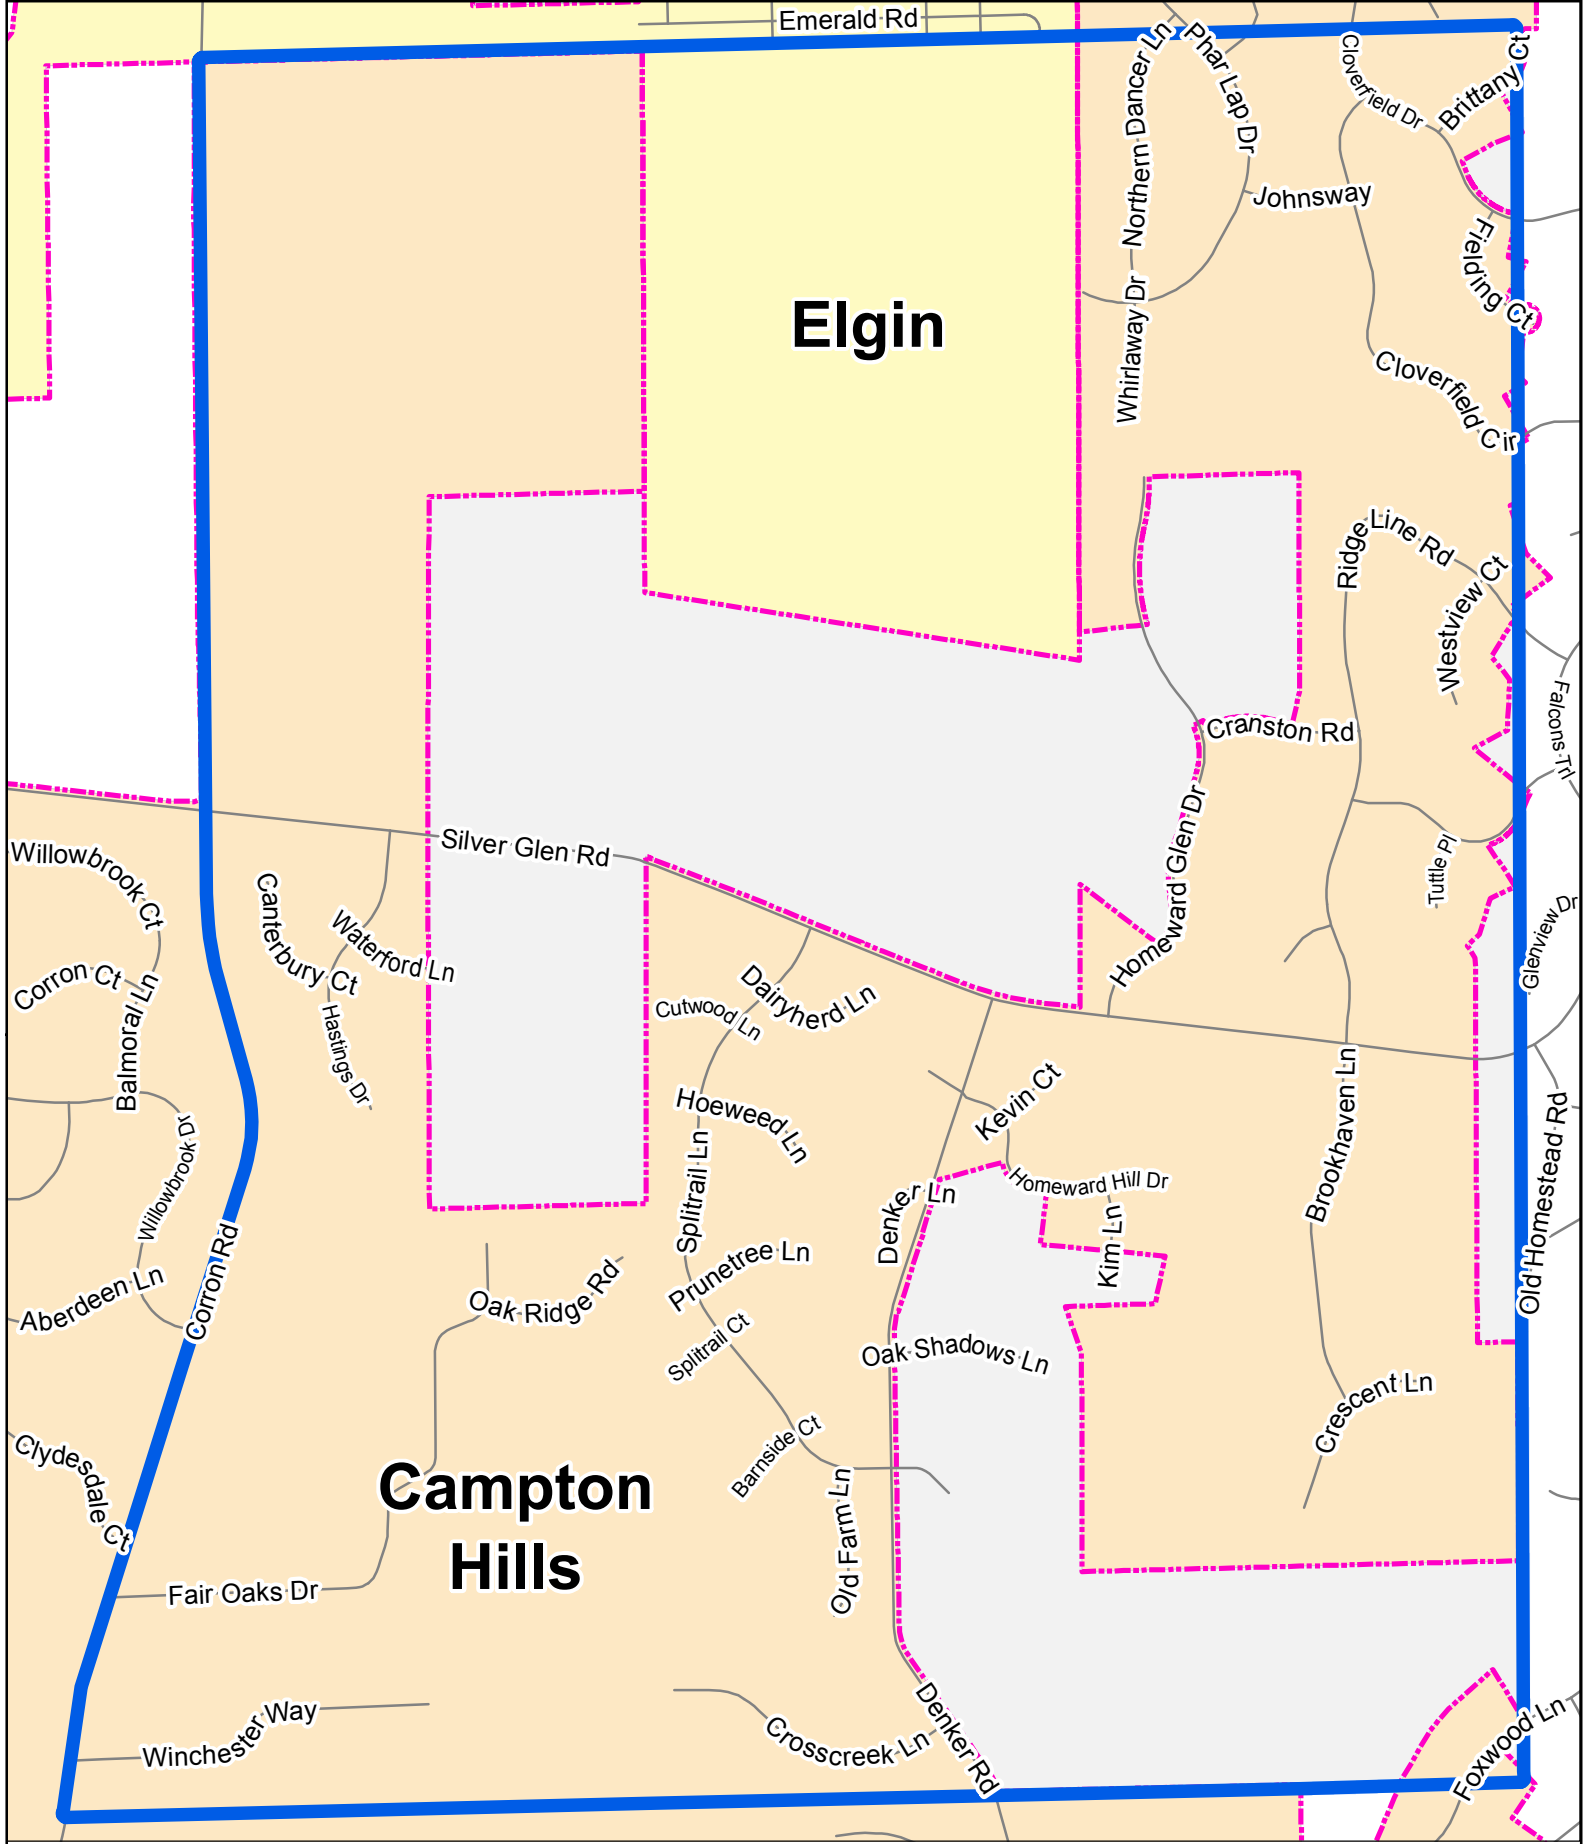 Emerald Rd
Northern Dancer Ln
Phar Lap Dr
Cloverfield Dr
Brittany Ct
Johnsway
Fielding Ct
Elgin
Whirlaway Dr
Cloverfield Cir
Ridge Line Rd
Westview Ct
Falcons Trl
Cranston Rd
Homeward Glen Dr
Silver Glen Rd
Tuttle Pl
Glenview Dr
Willowbrook Ct
Canterbury Ct
Waterford Ln
Corron Ct
Balmoral Ln
Hastings Dr
Cutwood Ln
Dairyherd Ln
Hoeweed Ln
Kevin Ct
Brookhaven Ln
Old Homestead Rd
Willowbrook Dr
Splitrail Ln
Denker Ln
Homeward Hill Dr
Kim Ln
Corron Rd
Aberdeen Ln
Prunetree Ln
Oak Ridge Rd
Splitrail Ct
Oak Shadows Ln
Crescent Ln
Clydesdale Ct
Barnside Ct
Campton
Hills
Old Farm Ln
Fair Oaks Dr
Winchester Way
Crosscreek Ln
Denker Rd
Foxwood Ln